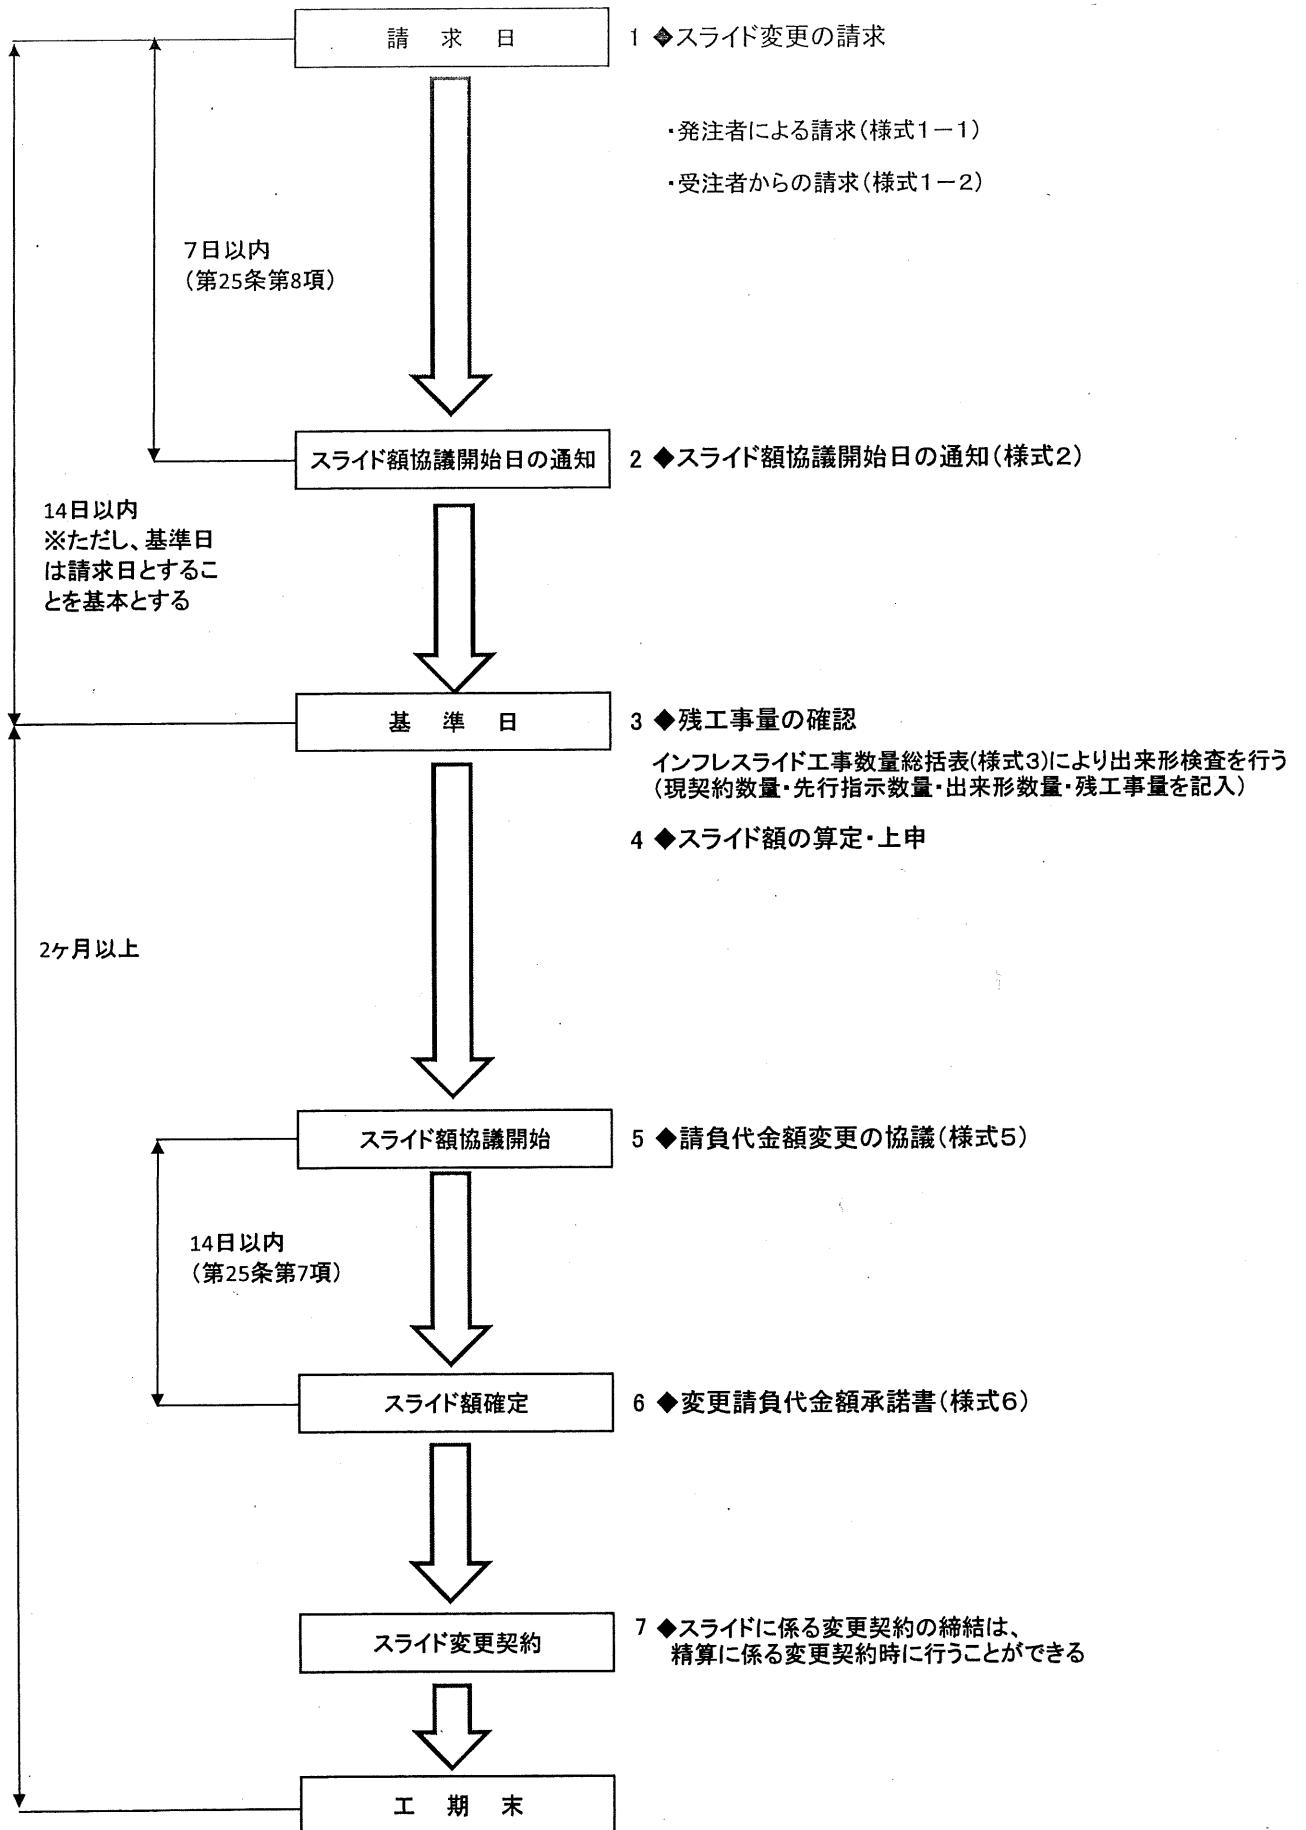 請 求 日
1 ◆スライド変更の請求
・発注者による請求(様式1－1)
・受注者からの請求(様式1－2)
7日以内
(第25条第8項)
スライド額協議開始日の通知
2 ◆スライド額協議開始日の通知(様式2)
14日以内
※ただし、基準日
は請求日とするこ
とを基本とする
基 準 日
3 ◆残工事量の確認
インフレスライド工事数量総括表(様式3)により出来形検査を行う
(現契約数量・先行指示数量・出来形数量・残工事量を記入)
4 ◆スライド額の算定・上申
2ヶ月以上
スライド額協議開始
5 ◆請負代金額変更の協議(様式5)
14日以内
(第25条第7項)
スライド額確定
6 ◆変更請負代金額承諾書(様式6)
スライド変更契約
7 ◆スライドに係る変更契約の締結は、
精算に係る変更契約時に行うことができる
工 期 末